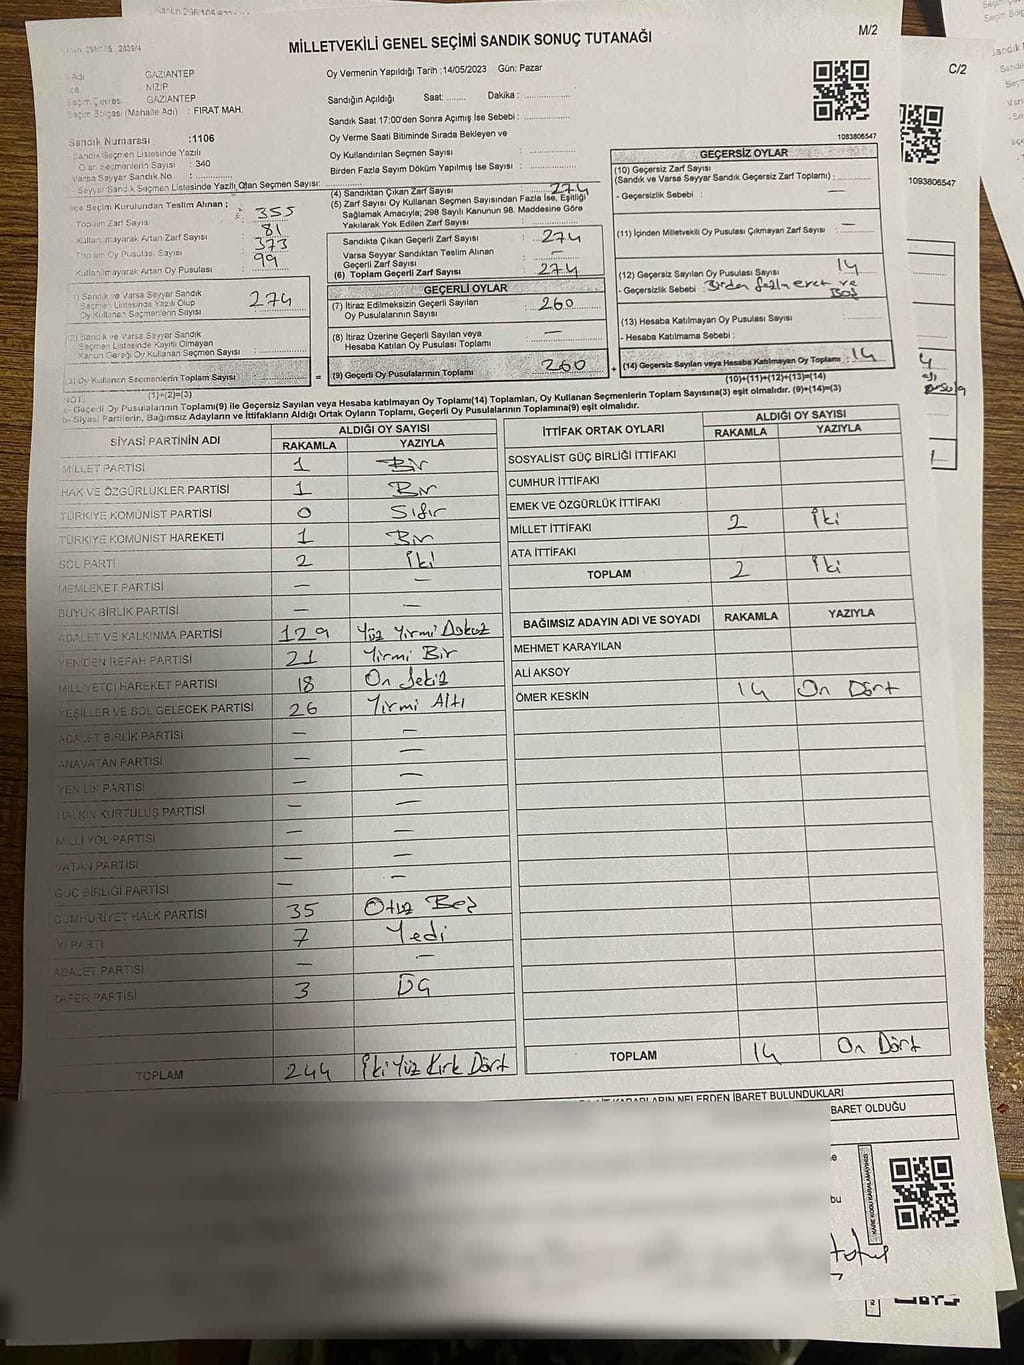 MİLLETVEKİLİ GENEL SEÇİMİ SANDIK SONUÇ TUTANAĞI
M/2
C/2
Adı GAZİANTEP
NİZİP
Seçim Çevresi GAZİANTEP
Seçim Bölgesi (Mahalle Adı) : FIRAT MAH.
Sandık Numarası :1106
Sandık Seçmen Listesinde Yazılı
Olan Seçmenlerin Sayısı : 340
Varsa Seyyar Sandık No :
Seyyar Sandık Seçmen Listesinde Yazılı Olan Seçmen Sayısı:
İlçe Seçim Kurulundan Teslim Alınan ;
Toplam Zarf Sayısı : 355
Kullanılmayarak Artan Zarf Sayısı 81
Toplam Oy Pusulası Sayısı 373
Kullanılmayarak Artan Oy Pusulası 99
(1) Sandık ve Varsa Seyyar Sandık
Seçmen Listesinde Yazılı Olup
Oy Kullanan Seçmenlerin Sayısı 274
(2) Sandık ve Varsa Seyyar Sandık
Seçmen Listesinde Kayıtlı Olmayan
Kanun Gereği Oy Kullanan Seçmen Sayısı :
(3) Oy Kullanan Seçmenlerin Toplam Sayısı :
(1)+(2)=(3)
Oy Vermenin Yapıldığı Tarih :14/05/2023 Gün: Pazar
Sandığın Açıldığı Saat: Dakika :
Sandık Saat 17:00'den Sonra Açımış İse Sebebi :
Oy Verme Saati Bitiminde Sırada Bekleyen ve
Oy Kullandırılan Seçmen Sayısı :
Birden Fazla Sayım Döküm Yapılmış İse Sayısı :
(4) Sandıktan Çıkan Zarf Sayısı : 274
(5) Zarf Sayısı Oy Kullanan Seçmen Sayısından Fazla İse, Eşitliği
Sağlamak Amacıyla; 298 Sayılı Kanunun 98. Maddesine Göre
Yakılarak Yok Edilen Zarf Sayısı :
Sandıkta Çıkan Geçerli Zarf Sayısı : 274
Varsa Seyyar Sandıktan Teslim Alınan
Geçerli Zarf Sayısı : —
(6) Toplam Geçerli Zarf Sayısı : 274
GEÇERLİ OYLAR
(7) İtiraz Edilmeksizin Geçerli Sayılan
Oy Pusulalarının Sayısı : 260
(8) İtiraz Üzerine Geçerli Sayılan veya
Hesaba Katılan Oy Pusulası Toplamı : —
= (9) Geçerli Oy Pusulalarının Toplamı : 260
1083806547
1093806547
GEÇERSİZ OYLAR
(10) Geçersiz Zarf Sayısı
(Sandık ve Varsa Seyyar Sandık Geçersiz Zarf Toplamı) : —
- Geçersizlik Sebebi :
(11) İçinden Milletvekili Oy Pusulası Çıkmayan Zarf Sayısı : —
(12) Geçersiz Sayılan Oy Pusulası Sayısı : 14
- Geçersizlik Sebebi : Birden fazla evet ve
Boş
(13) Hesaba Katılmayan Oy Pusulası Sayısı : —
- Hesaba Katılmama Sebebi :
+ (14) Geçersiz Sayılan veya Hesaba Katılmayan Oy Toplamı : 14
(10)+(11)+(12)+(13)=(14)
NOT:
a- Geçerli Oy Pusulalarının Toplamı(9) ile Geçersiz Sayılan veya Hesaba katılmayan Oy Toplamı(14) Toplamları, Oy Kullanan Seçmenlerin Toplam Sayısına(3) eşit olmalıdır. (9)+(14)=(3)
b- Siyasi Partilerin, Bağımsız Adayların ve İttifakların Aldığı Ortak Oyların Toplamı, Geçerli Oy Pusulalarının Toplamına(9) eşit olmalıdır.
SİYASİ PARTİNİN ADI ALDIĞI OY SAYISI
RAKAMLA YAZIYLA
MİLLET PARTİSİ 1 Bir
HAK VE ÖZGÜRLÜKLER PARTİSİ 1 Bir
TÜRKİYE KOMÜNİST PARTİSİ 0 Sıfır
TÜRKİYE KOMÜNİST HAREKETİ 1 Bir
SOL PARTİ 2 İki
MEMLEKET PARTİSİ — —
BÜYÜK BİRLİK PARTİSİ — —
ADALET VE KALKINMA PARTİSİ 129 Yüz Yirmi Dokuz
YENİDEN REFAH PARTİSİ 21 Yirmi Bir
MİLLİYETÇİ HAREKET PARTİSİ 18 On Sekiz
YEŞİLLER VE SOL GELECEK PARTİSİ 26 Yirmi Altı
ADALET BİRLİK PARTİSİ — —
ANAVATAN PARTİSİ — —
YENİLİK PARTİSİ — —
HALKIN KURTULUŞ PARTİSİ — —
MİLLİ YOL PARTİSİ — —
VATAN PARTİSİ — —
GÜÇ BİRLİĞİ PARTİSİ — —
CUMHURİYET HALK PARTİSİ 35 Otuz Beş
İYİ PARTİ 7 Yedi
ADALET PARTİSİ — —
ZAFER PARTİSİ 3 Üç
TOPLAM 244 İki Yüz Kırk Dört
İTTİFAK ORTAK OYLARI ALDIĞI OY SAYISI
RAKAMLA YAZIYLA
SOSYALİST GÜÇ BİRLİĞİ İTTİFAKI
CUMHUR İTTİFAKI
EMEK VE ÖZGÜRLÜK İTTİFAKI
MİLLET İTTİFAKI 2 İki
ATA İTTİFAKI
TOPLAM 2 İki
BAĞIMSIZ ADAYIN ADI VE SOYADI RAKAMLA YAZIYLA
MEHMET KARAYILAN
ALİ AKSOY
ÖMER KESKİN 14 On Dört
TOPLAM 14 On Dört
NELERDEN İBARET BULUNDUKLARI
BARET OLDUĞU
bu